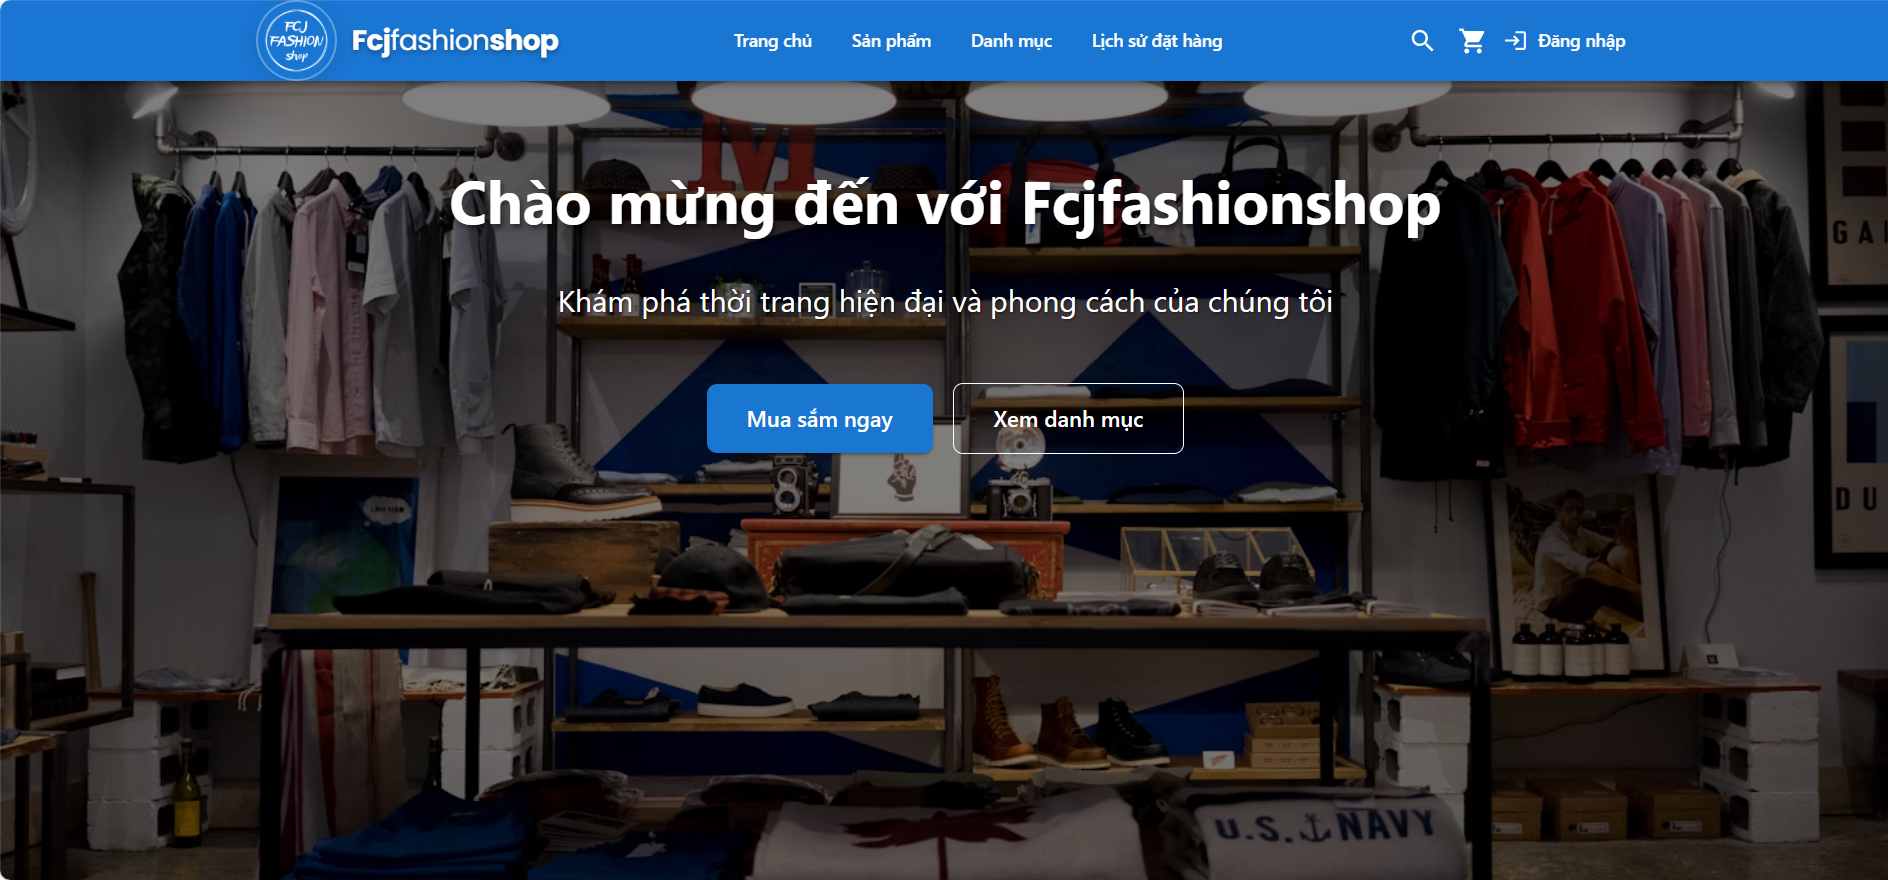 FCJ
FASHION
shop
Fcjfashionshop
Trang chủ
Sản phẩm
Danh mục
Lịch sử đặt hàng
Đăng nhập
M
Chào mừng đến với Fcjfashionshop
Khám phá thời trang hiện đại và phong cách của chúng tôi
Mua sắm ngay
Xem danh mục
GA
DU
U.S. NAVY